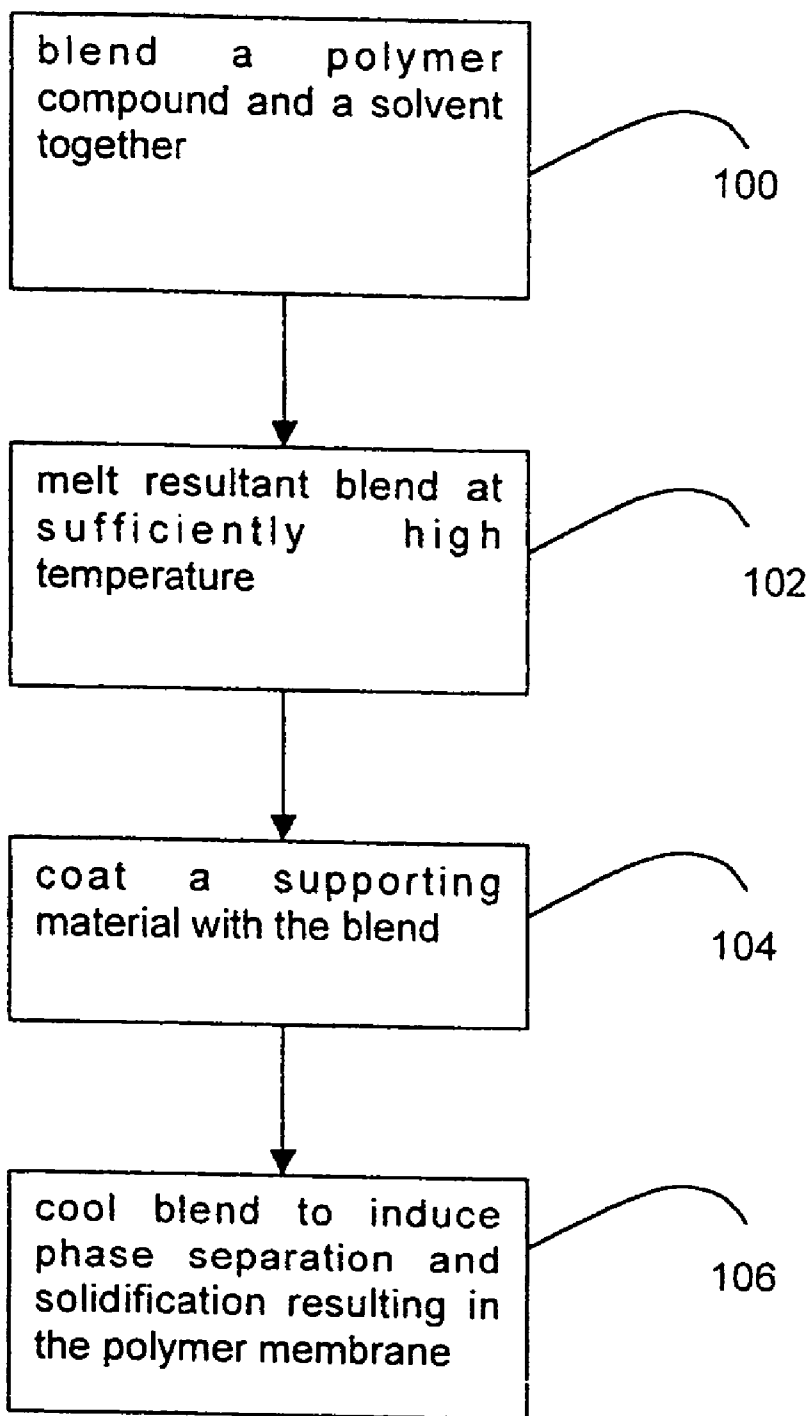 blend a polymer
compound and a solvent
together
100
melt resultant blend at
sufficiently high
temperature
102
coat a supporting
material with the blend
104
cool blend to induce
phase separation and
solidification resulting in
the polymer membrane
106